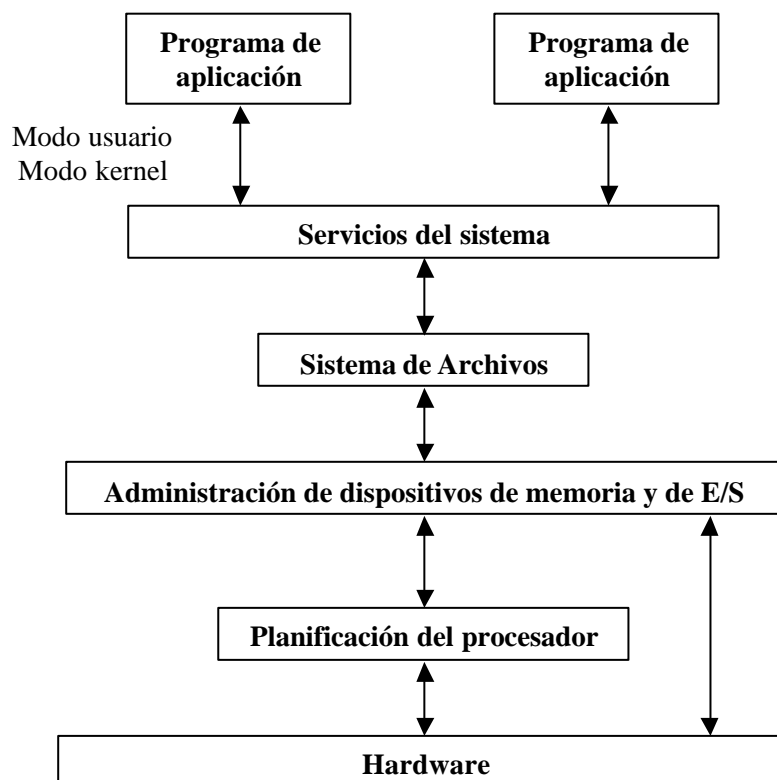 Programa de
aplicación
Programa de
aplicación
Modo usuario
Modo kernel
Servicios del sistema
Sistema de Archivos
Administración de dispositivos de memoria y de E/S
Planificación del procesador
Hardware